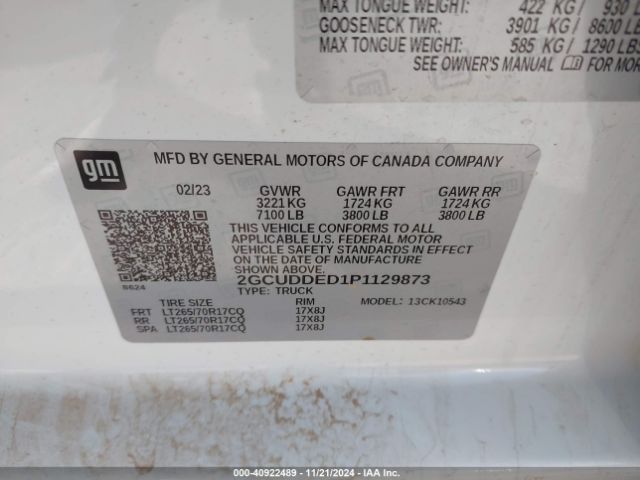 MAX TONGUE WEIGHT: 422 KG / 930 LB
GOOSENECK TWR: 3901 KG / 8600 LB
MAX TONGUE WEIGHT: 585 KG / 1290 LB
SEE OWNER'S MANUAL FOR MORE
gm MFD BY GENERAL MOTORS OF CANADA COMPANY
02/23 GVWR GAWR FRT GAWR RR
3221 KG 1724 KG 1724 KG
7100 LB 3800 LB 3800 LB
THIS VEHICLE CONFORMS TO ALL
APPLICABLE U.S. FEDERAL MOTOR
VEHICLE SAFETY STANDARDS IN EFFECT
ON THE DATE OF MANUFACTURE
SHOWN ABOVE.
2GCUDDED1P1129873
8624 TYPE: TRUCK
TIRE SIZE RIM MODEL: 13CK10543
FRT LT265/70R17CQ 17X8J
RR LT265/70R17CQ 17X8J
SPA LT265/70R17CQ 17X8J
000-40922489 - 11/21/2024 - IAA Inc.